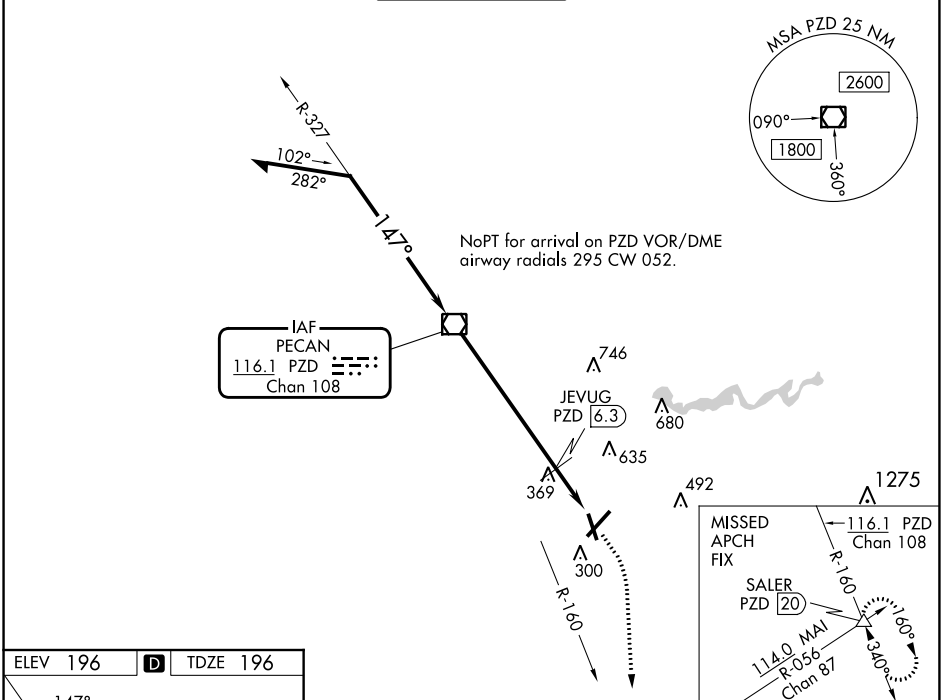 MSA PZD 25 NM
2600
090°
1800
360°
R-327
102°
282°
147°
NoPT for arrival on PZD VOR/DME
airway radials 295 CW 052.
IAF
PECAN
116.1 PZD
Chan 108
746
JEVUG
PZD 6.3
680
635
369
492
1275
300
R-160
MISSED
APCH
FIX
116.1 PZD
Chan 108
R-160
SALER
PZD 20
160°
340°
114.0 MAI
R-056
Chan 87
ELEV 196 D TDZE 196
147°